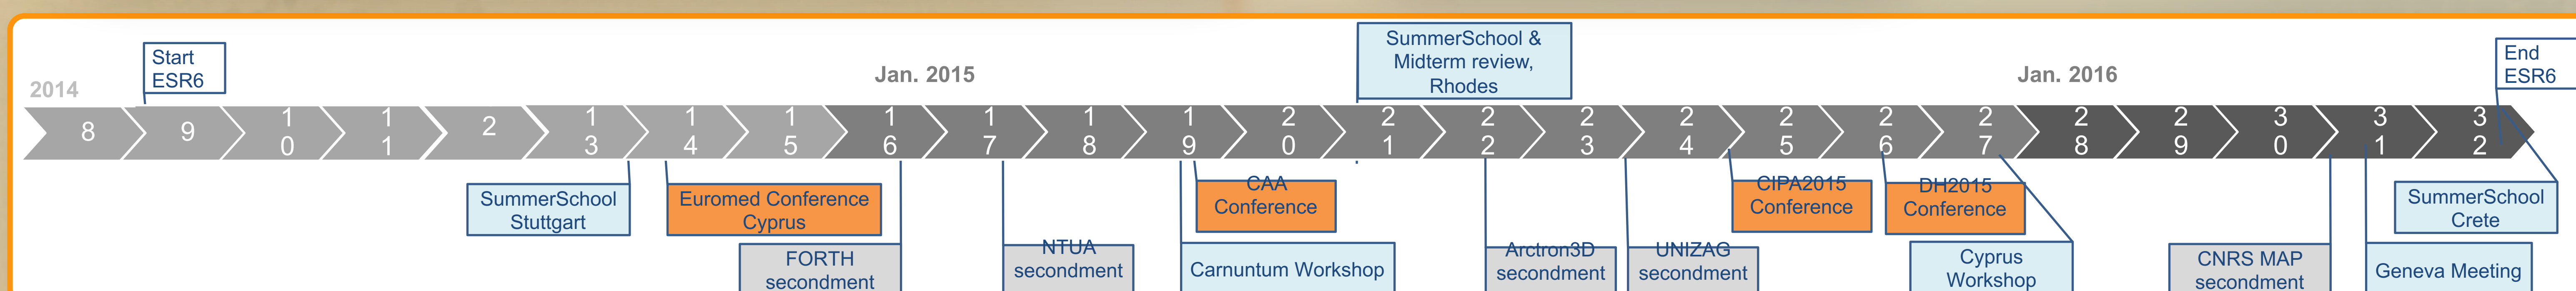 Start
ESR6
2014
Jan. 2015
SummerSchool &
Midterm review,
Rhodes
Jan. 2016
End
ESR6
8
9
1
0
1
1
2
1
3
1
4
1
5
1
6
1
7
1
8
1
9
2
0
2
1
2
2
2
3
2
4
2
5
2
6
2
7
2
8
2
9
3
0
3
1
3
2
SummerSchool
Stuttgart
Euromed Conference
Cyprus
CAA
Conference
CIPA2015
Conference
DH2015
Conference
SummerSchool
Crete
FORTH
secondment
NTUA
secondment
Carnuntum Workshop
Arctron3D
secondment
UNIZAG
secondment
Cyprus
Workshop
CNRS MAP
secondment
Geneva Meeting